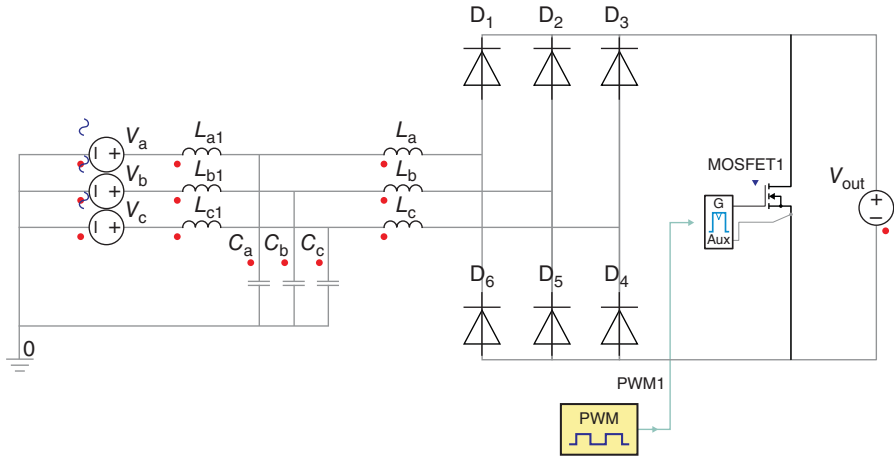 D1 D2 D3
Va La1 La
Vb Lb1 Lb
Vc Lc1 Lc
MOSFET1
Vout
G
Aux
Ca Cb Cc
D6 D5 D4
0
PWM1
PWM